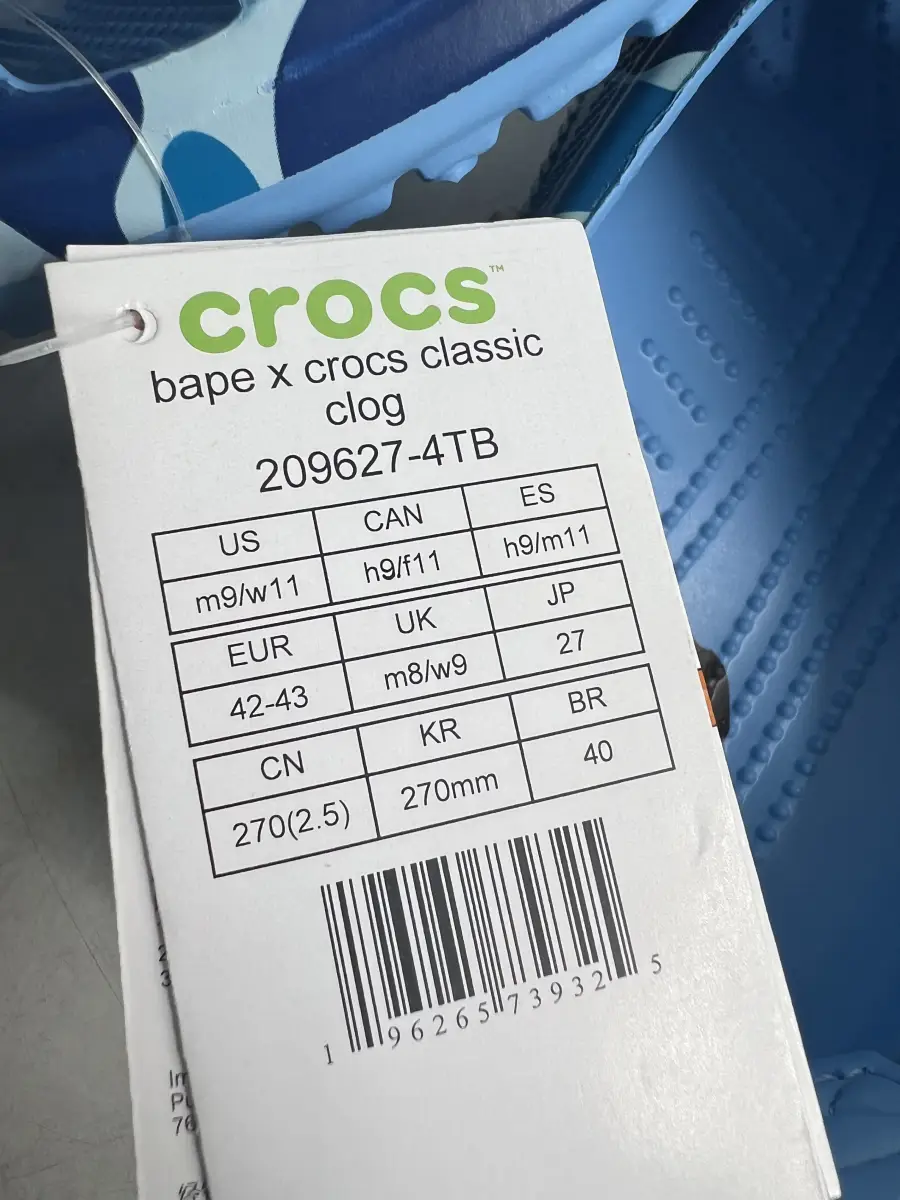 crocs™
bape x crocs classic
clog
209627-4TB
US CAN ES
m9/w11 h9/f11 h9/m11
EUR UK JP
42-43 m8/w9 27
CN KR BR
270(2.5) 270mm 40
1 96265 73932 5
76